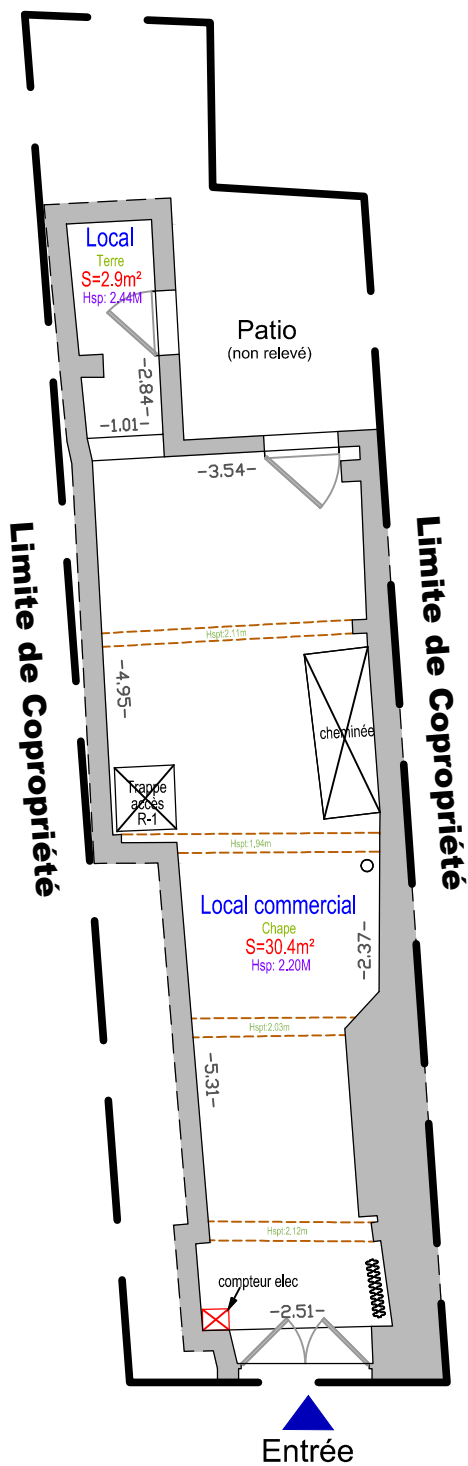 Local
Terre
S=2.9m²
Hsp: 2.44M
Patio
(non relevé)
-2.84-
-1.01-
-3.54-
Limite de Copropriété
Limite de Copropriété
Hspt:2.11m
-4.95-
cheminée
Trappe
accès
R-1
Hspt:1,94m
Local commercial
Chape
S=30.4m²
Hsp: 2.20M
-2.37-
Hspt:2,03m
-5.31-
Hspt:2,12m
compteur elec
-2.51-
Entrée